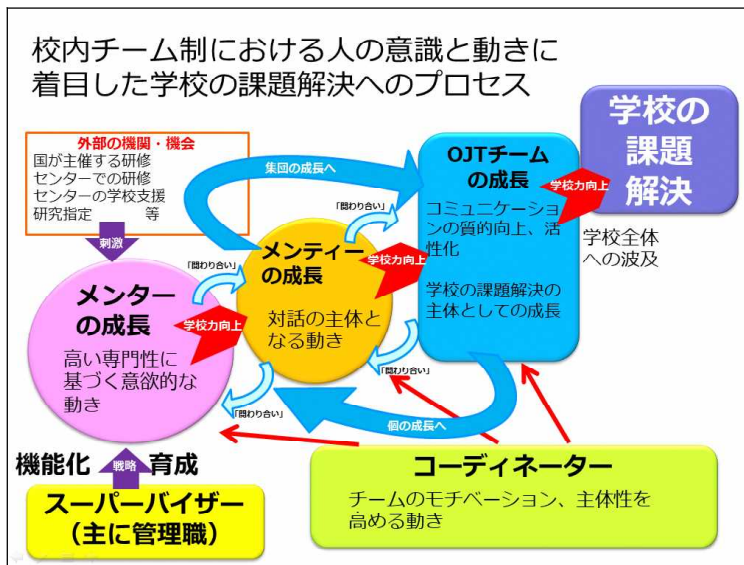 校内チーム制における人の意識と動きに
着目した学校の課題解決へのプロセス
外部の機関・機会
国が主催する研修
センターでの研修
センターの学校支援
研究指定　　等
刺激
メンター
の成長
高い専門性に
基づく意欲的な
動き
学校力向上
「関わり合い」
「関わり合い」
集団の成長へ
メンティー
の成長
対話の主体と
なる動き
学校力向上
「関わり合い」
「関わり合い」
個の成長へ
OJTチーム
の成長
コミュニケーショ
ンの質的向上、活
性化
学校の課題解決の
主体としての成長
学校力向上
学校の
課題
解決
学校全体
への波及
機能化
戦略
育成
スーパーバイザー
（主に管理職）
コーディネーター
チームのモチベーション、主体性を
高める動き